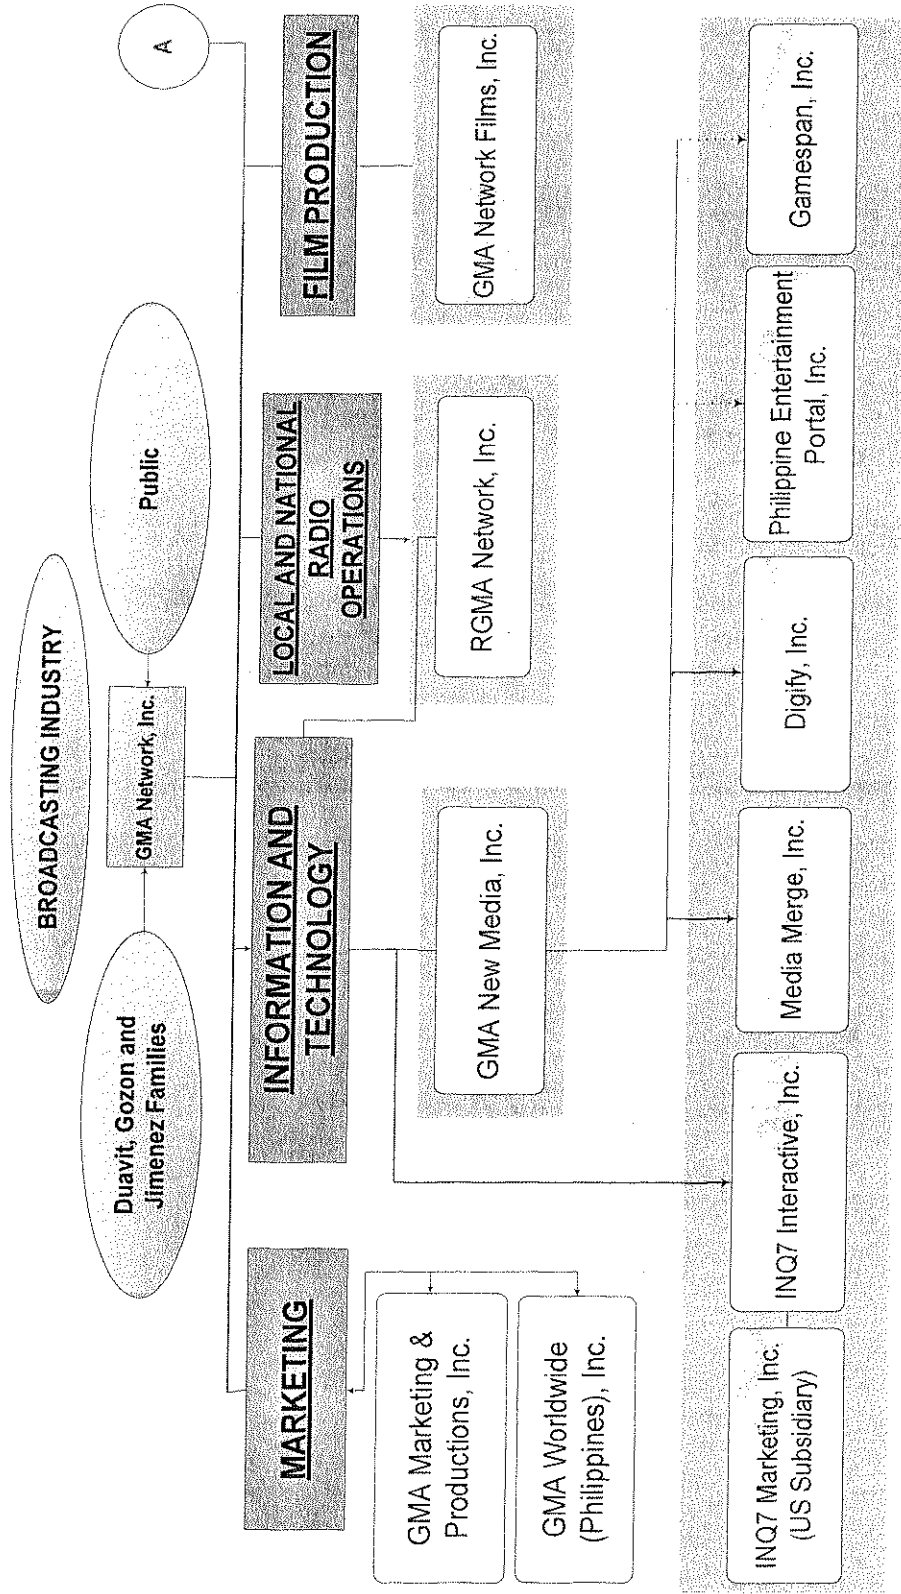 BROADCASTING INDUSTRY
Duavit, Gozon and
Jimenez Families
GMA Network, Inc.
Public
A
MARKETING
INFORMATION AND
TECHNOLOGY
LOCAL AND NATIONAL
RADIO
OPERATIONS
FILM PRODUCTION
GMA Marketing &
Productions, Inc.
GMA Worldwide
(Philippines), Inc.
GMA New Media, Inc.
RGMA Network, Inc.
GMA Network Films, Inc.
INQ7 Marketing, Inc.
(US Subsidiary)
INQ7 Interactive, Inc.
Media Merge, Inc.
Digify, Inc.
Philippine Entertainment
Portal, Inc.
Gamespan, Inc.